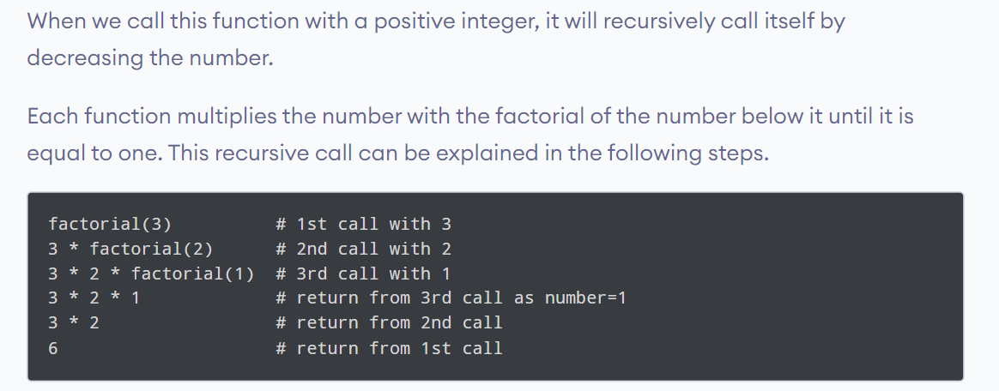 When we call this function with a positive integer, it will recursively call itself by
decreasing the number.
Each function multiplies the number with the factorial of the number below it until it is
equal to one. This recursive call can be explained in the following steps.
factorial(3)          # 1st call with 3
3 * factorial(2)      # 2nd call with 2
3 * 2 * factorial(1)  # 3rd call with 1
3 * 2 * 1             # return from 3rd call as number=1
3 * 2                 # return from 2nd call
6                     # return from 1st call